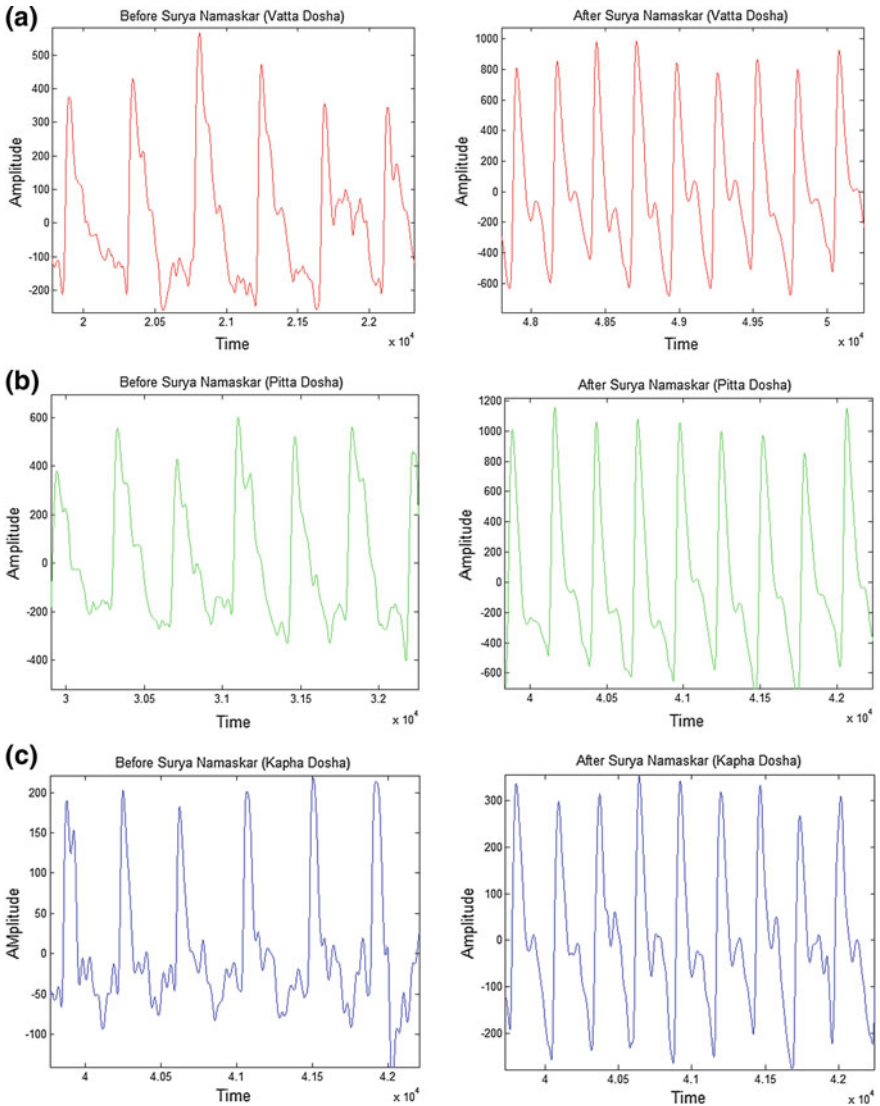 (a)
Before Surya Namaskar (Vatta Dosha)
Amplitude
500
400
300
200
100
0
-100
-200
2 2.05 2.1 2.15 2.2
x 10^4
Time
After Surya Namaskar (Vatta Dosha)
Amplitude
1000
800
600
400
200
0
-200
-400
-600
4.8 4.85 4.9 4.95 5
x 10^4
Time
(b)
Before Surya Namaskar (Pitta Dosha)
Amplitude
600
400
200
0
-200
-400
3 3.05 3.1 3.15 3.2
x 10^4
Time
After Surya Namaskar (Pitta Dosha)
Amplitude
1200
1000
800
600
400
200
0
-200
-400
-600
4 4.05 4.1 4.15 4.2
x 10^4
Time
(c)
Before Surya Namaskar (Kapha Dosha)
AMplitude
200
150
100
50
0
-50
-100
4 4.05 4.1 4.15 4.2
x 10^4
Time
After Surya Namaskar (Kapha Dosha)
Amplitude
300
200
100
0
-100
-200
4 4.05 4.1 4.15 4.2
x 10^4
Time